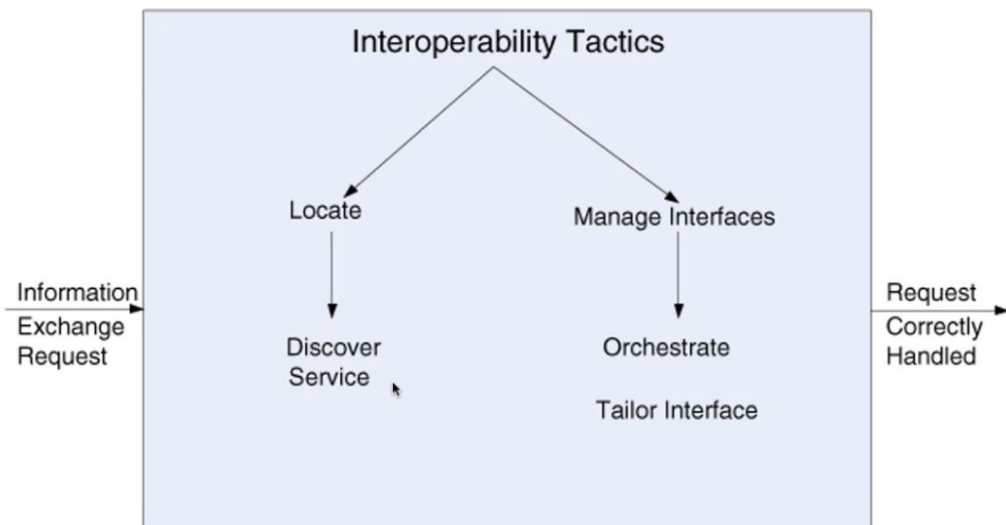 Interoperability Tactics
Locate
Manage Interfaces
Information
Exchange
Request
Request
Correctly
Handled
Discover
Service
Orchestrate
Tailor Interface